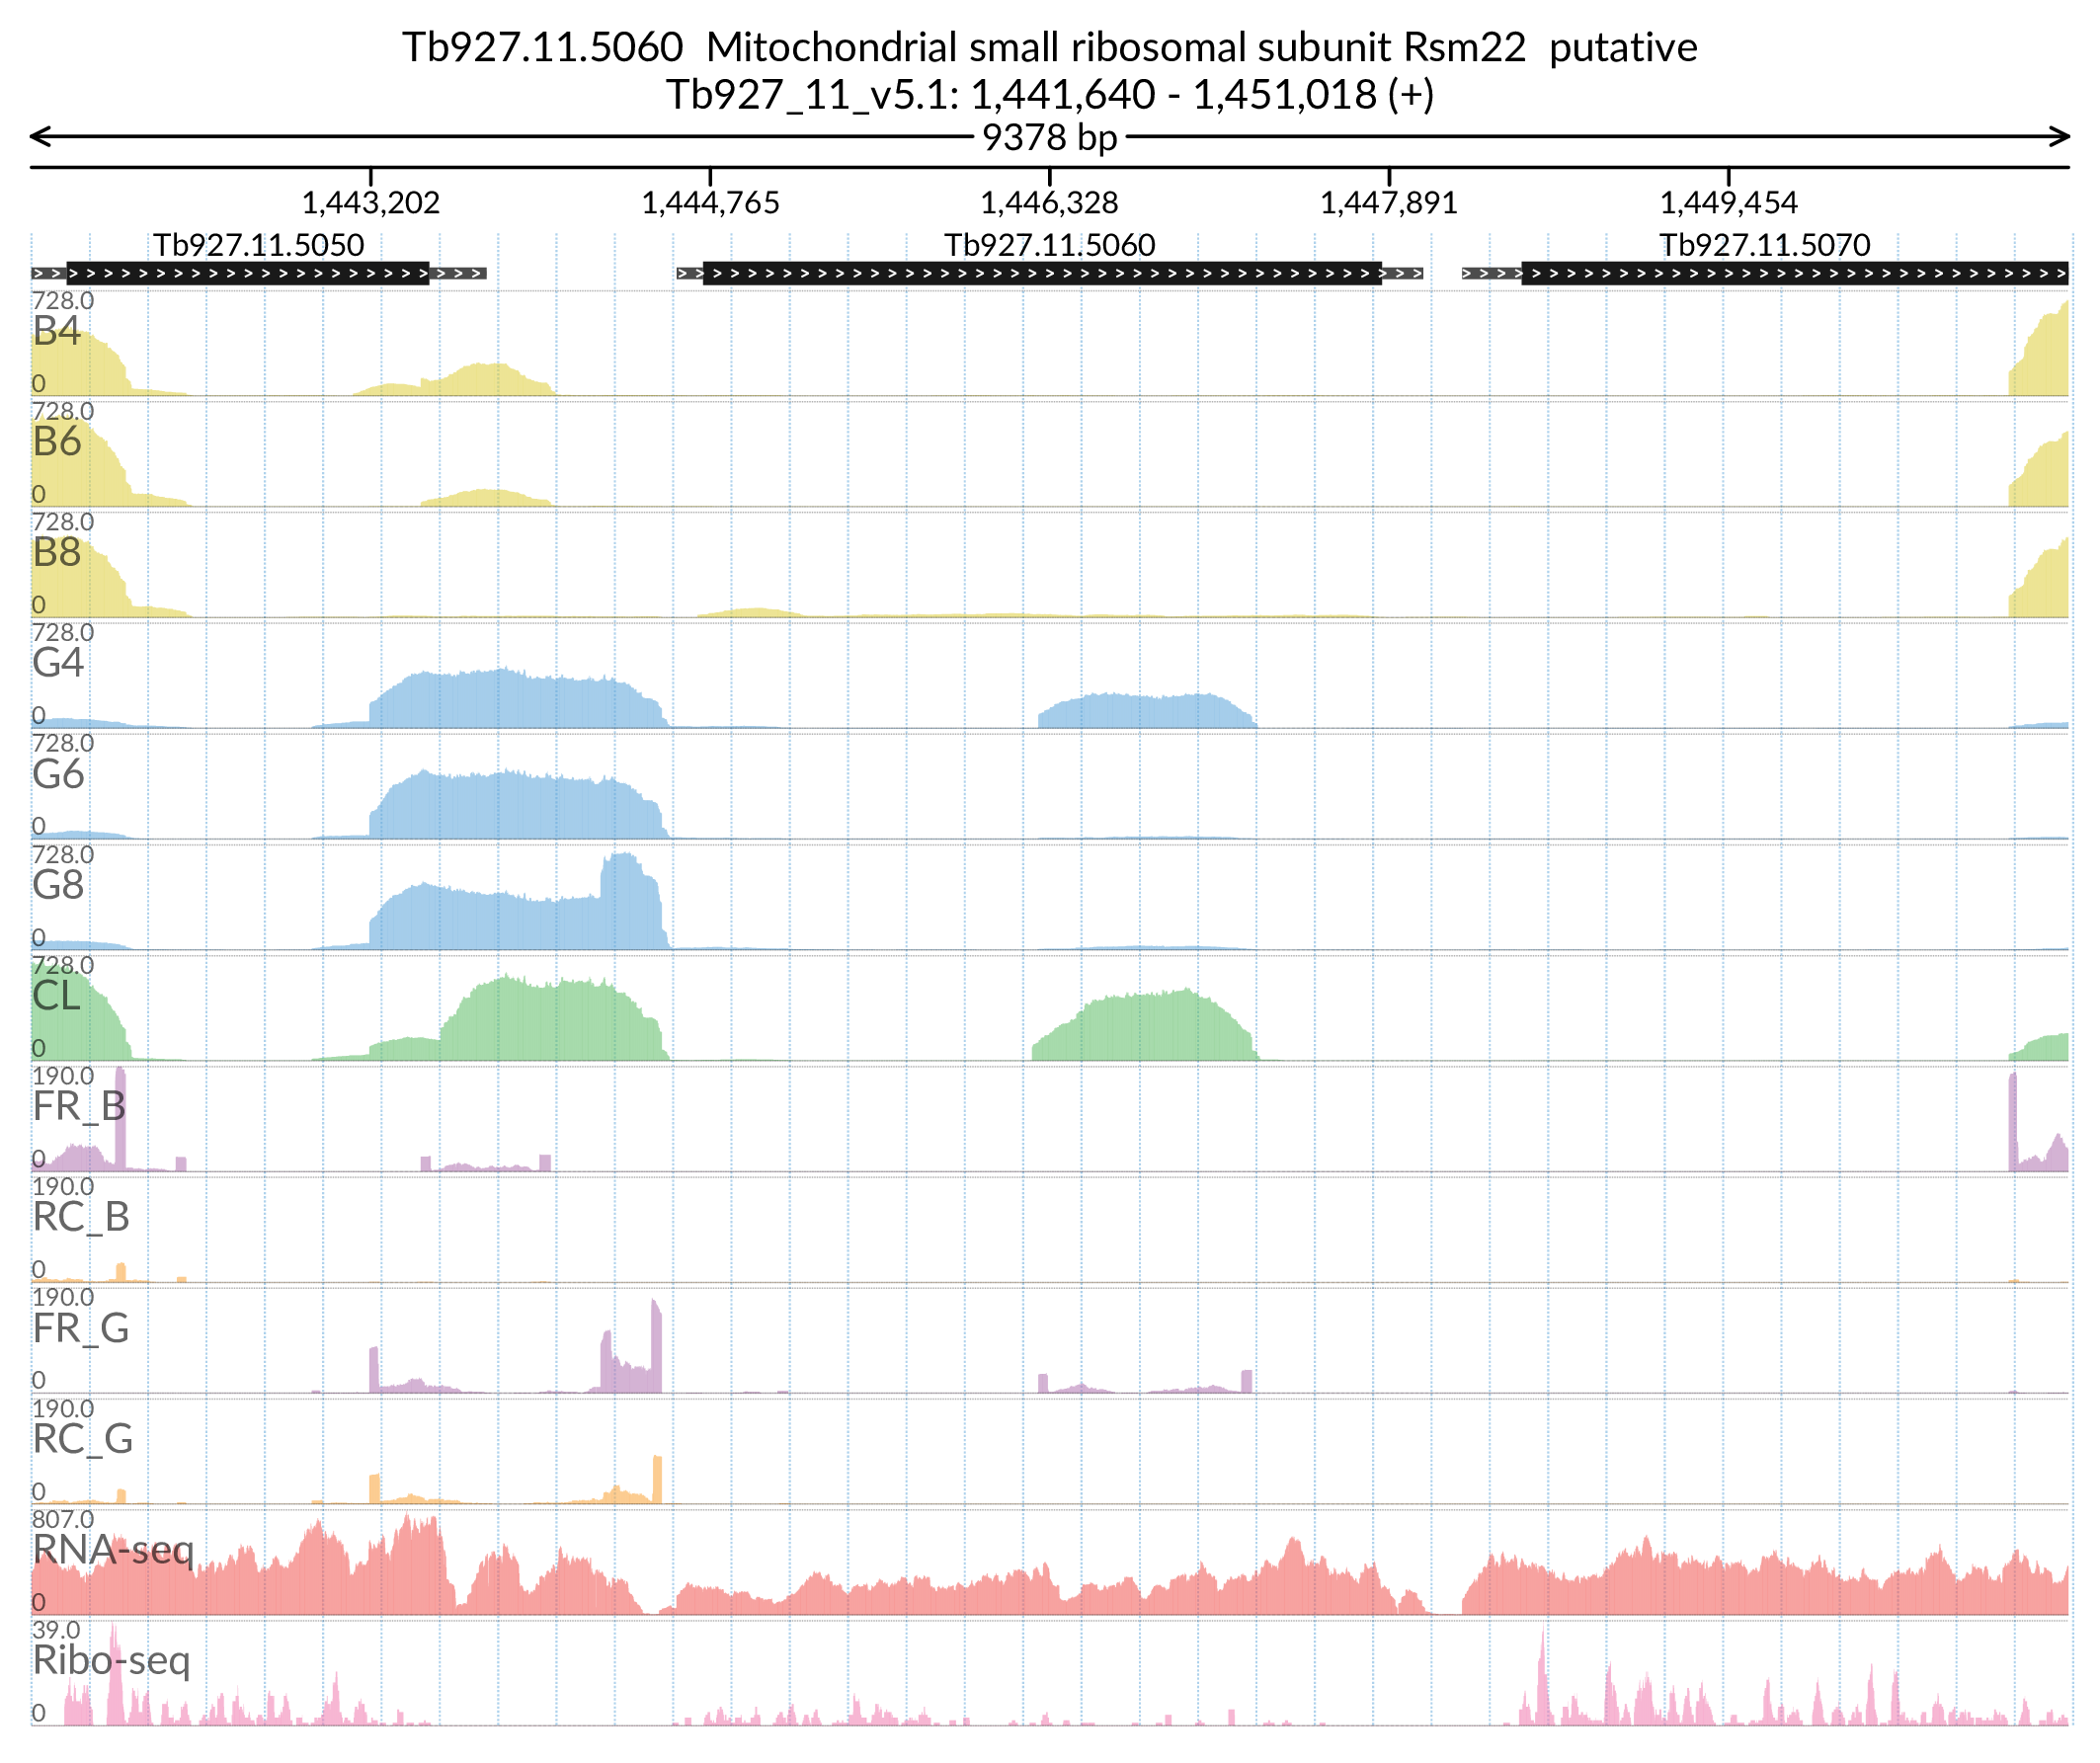 Tb927.11.5060  Mitochondrial small ribosomal subunit Rsm22  putative
Tb927_11_v5.1: 1,441,640 - 1,451,018 (+)
9378 bp
1,443,202 1,444,765 1,446,328 1,447,891 1,449,454
Tb927.11.5050 Tb927.11.5060 Tb927.11.5070
728.0
B4
0
728.0
B6
0
728.0
B8
0
728.0
G4
0
728.0
G6
0
728.0
G8
0
728.0
CL
0
190.0
FR_B
0
190.0
RC_B
0
190.0
FR_G
0
190.0
RC_G
0
807.0
RNA-seq
0
39.0
Ribo-seq
0